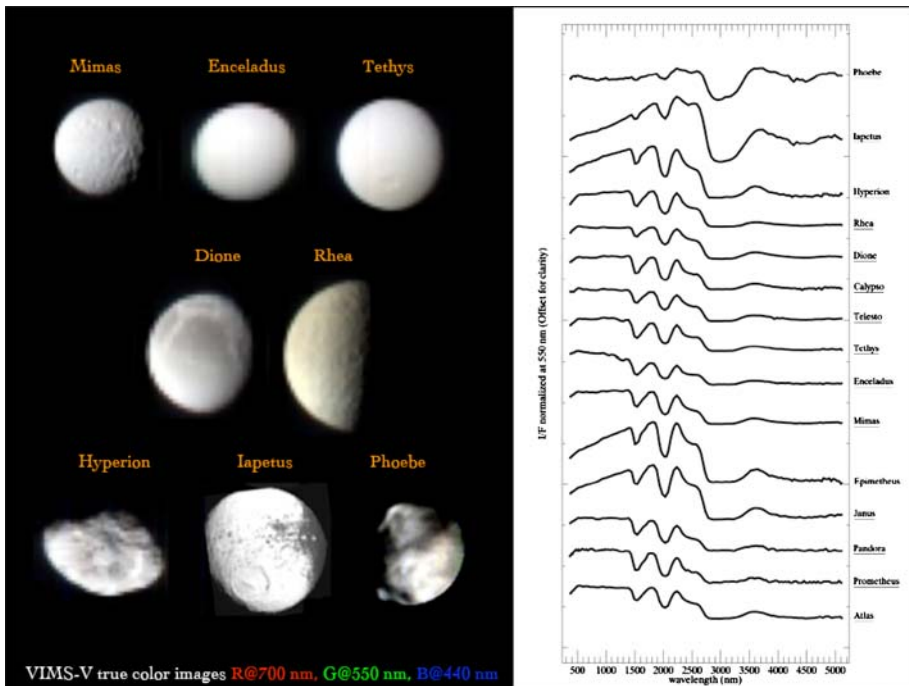 Mimas Enceladus Tethys
Dione Rhea
Hyperion Iapetus Phoebe
VIMS-V true color images R@700 nm, G@550 nm, B@440 nm
I/F normalized at 550 nm (Offset for clarity)
Phoebe
Iapetus
Hyperion
Rhea
Dione
Calypso
Telesto
Tethys
Enceladus
Mimas
Epimetheus
Janus
Pandora
Prometheus
Atlas
500 1000 1500 2000 2500 3000 3500 4000 4500 5000
wavelength (nm)